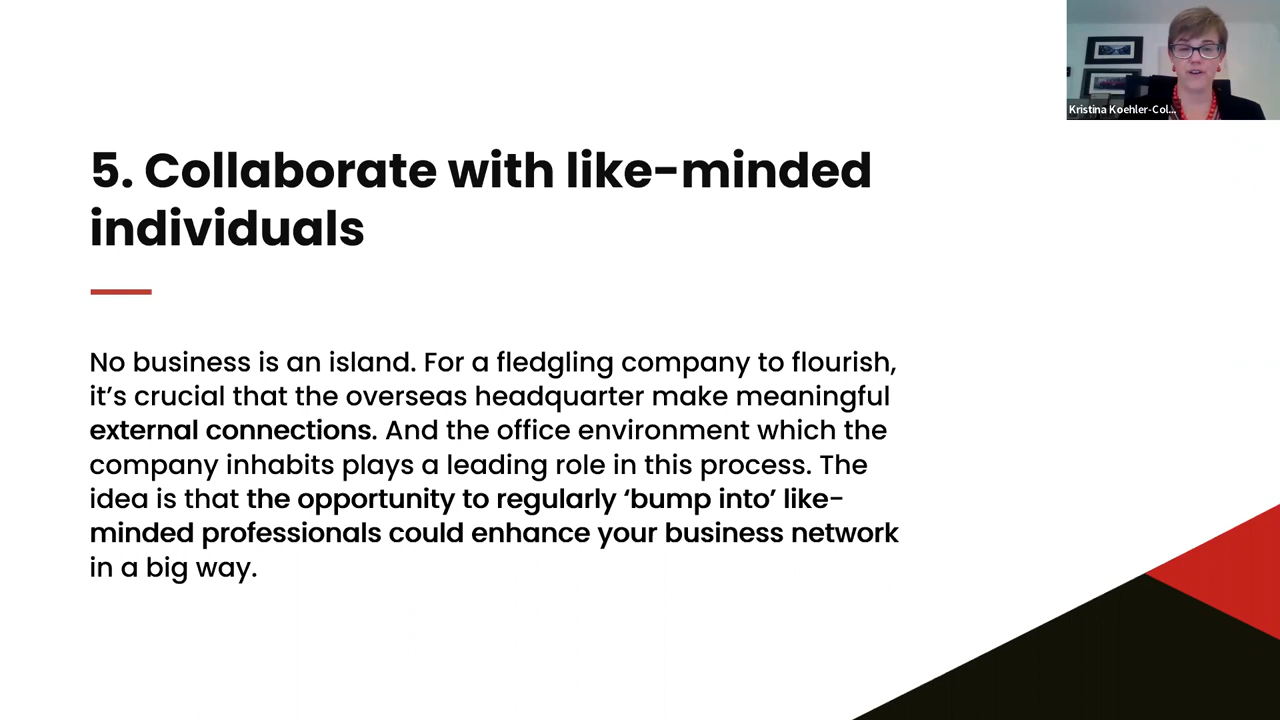 Kristina Koehler-Col...
5. Collaborate with like-minded
individuals
No business is an island. For a fledgling company to flourish,
it’s crucial that the overseas headquarter make meaningful
external connections. And the office environment which the
company inhabits plays a leading role in this process. The
idea is that the opportunity to regularly ‘bump into’ like-
minded professionals could enhance your business network
in a big way.